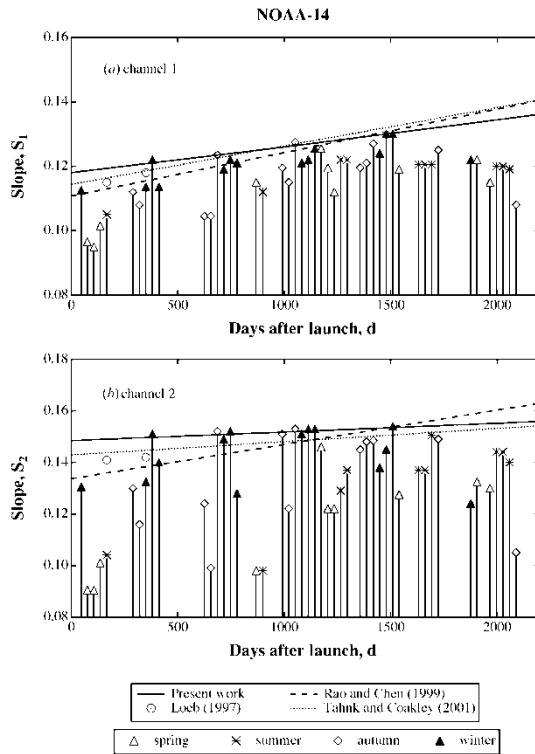 NOAA-14
0.16
(a) channel 1
0.14
Slope, S1
0.12
0.10
0.08
0 500 1000 1500 2000
Days after launch, d
0.18
(b) channel 2
0.16
Slope, S2
0.14
0.12
0.10
0.08
0 500 1000 1500 2000
Days after launch, d
Present work Rao and Chen (1999)
Loeb (1997) Tahnk and Coakley (2001)
spring summer autumn winter